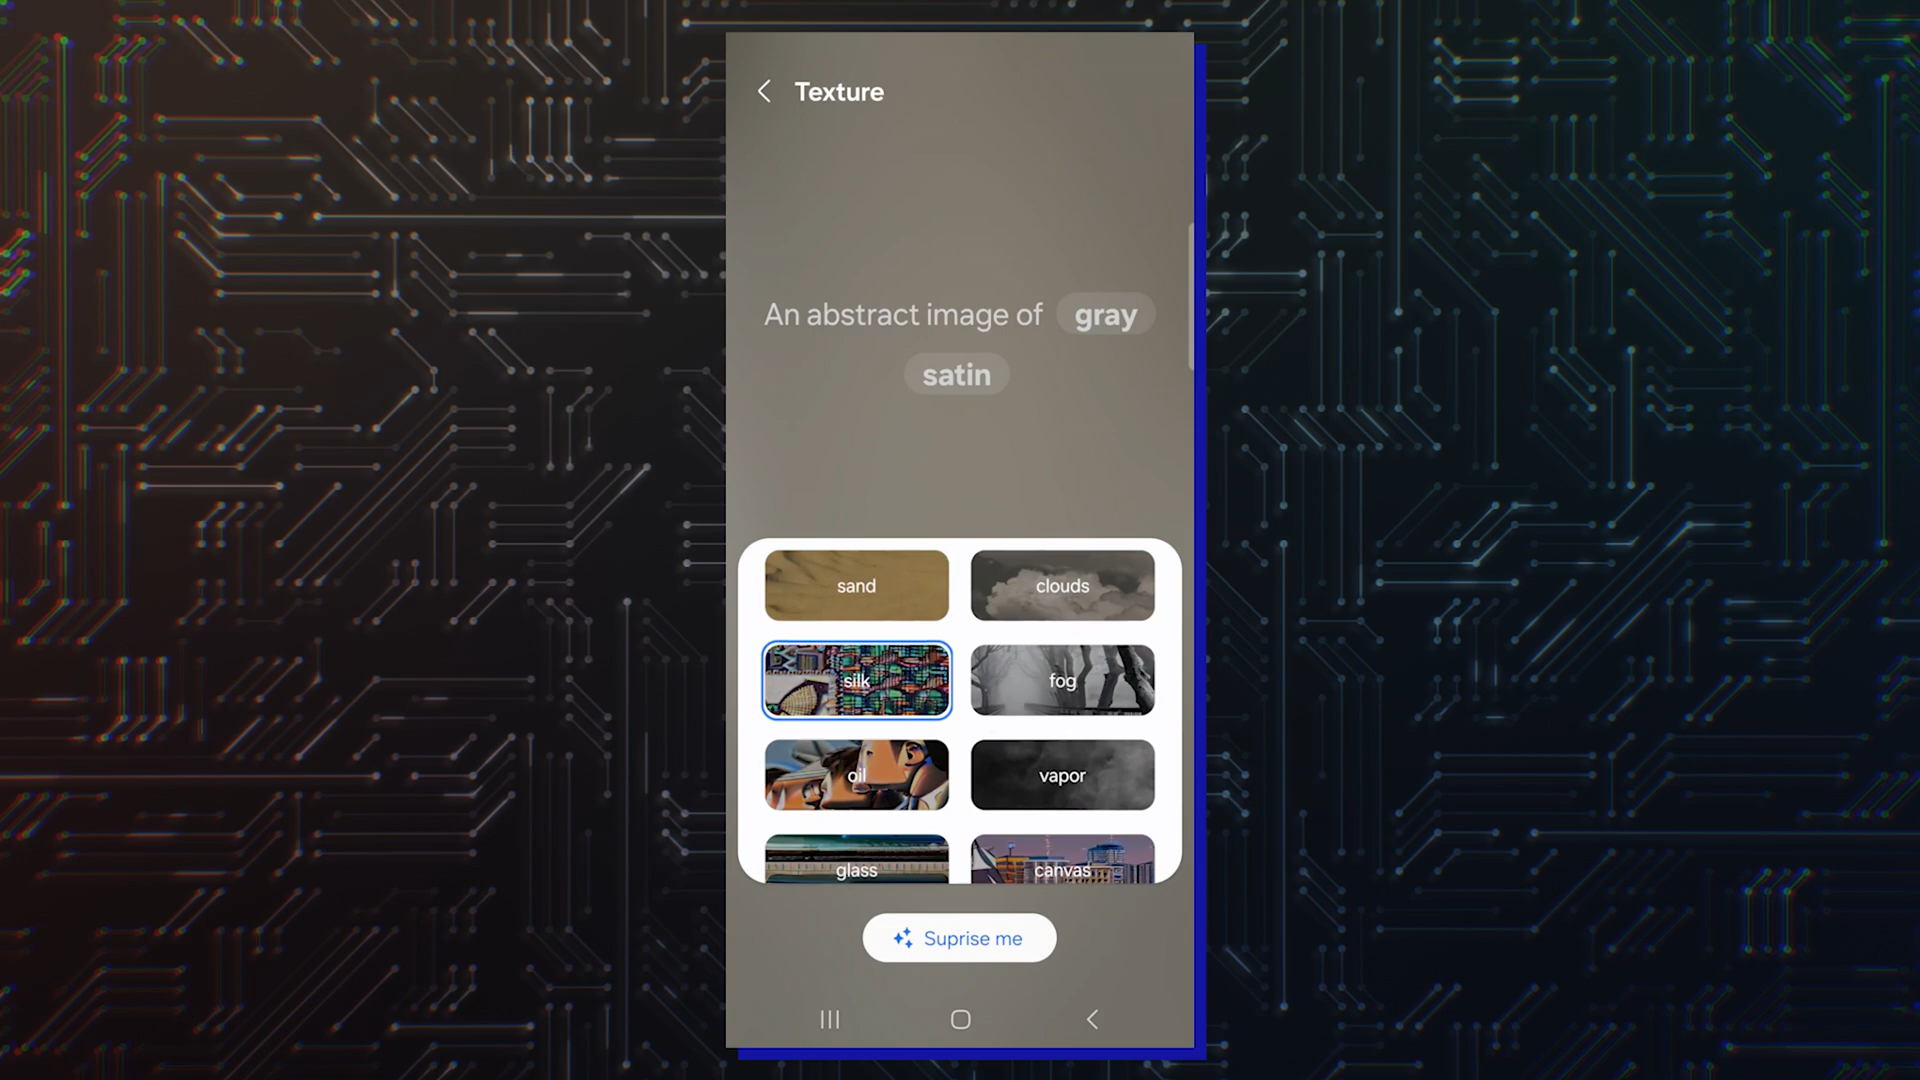 Texture
An abstract image of gray
satin
sand clouds
silk fog
oil vapor
glass canvas
Suprise me